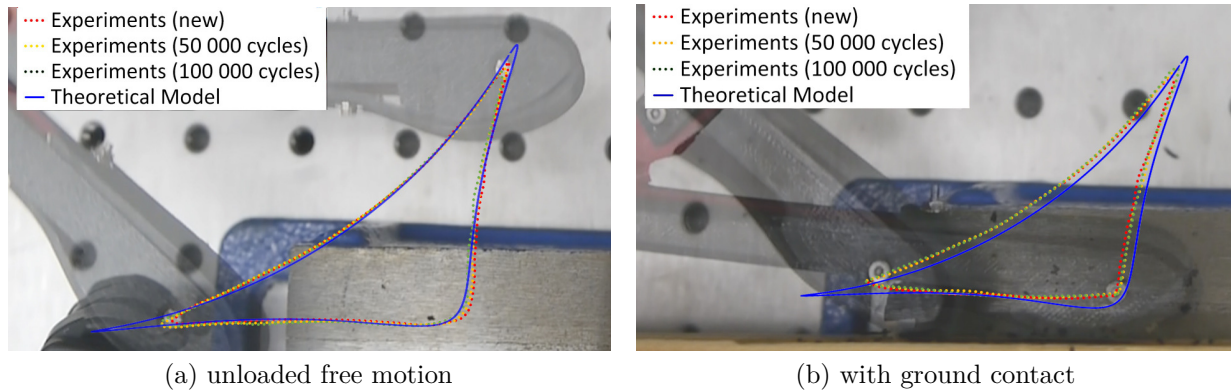 Experiments (new)
Experiments (50 000 cycles)
Experiments (100 000 cycles)
Theoretical Model
Experiments (new)
Experiments (50 000 cycles)
Experiments (100 000 cycles)
Theoretical Model
(a) unloaded free motion
(b) with ground contact